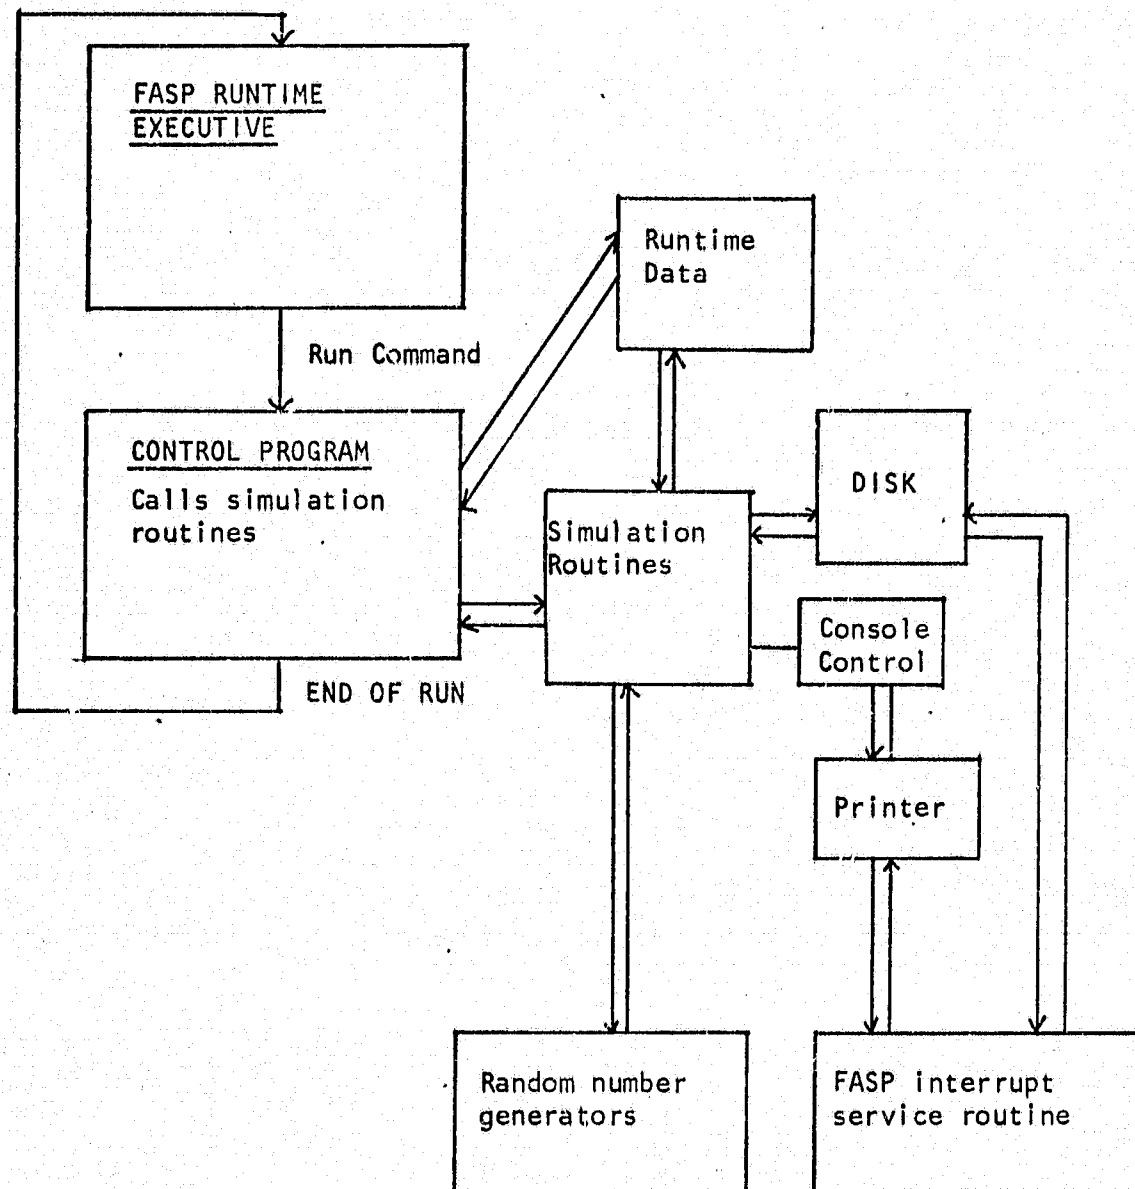 FASP RUNTIME
EXECUTIVE
Run Command
CONTROL PROGRAM
Calls simulation
routines
END OF RUN
Runtime
Data
Simulation
Routines
DISK
Console
Control
Printer
Random number
generators
FASP interrupt
service routine